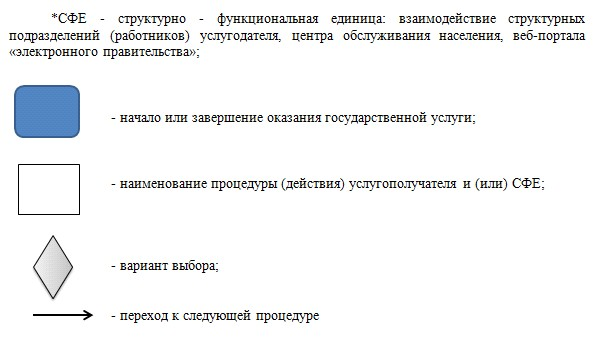 *СФЕ - структурно - функциональная единица: взаимодействие структурных
подразделений (работников) услугодателя, центра обслуживания населения, веб-портала
«электронного правительства»;
- начало или завершение оказания государственной услуги;
- наименование процедуры (действия) услугополучателя и (или) СФЕ;
- вариант выбора;
- переход к следующей процедуре